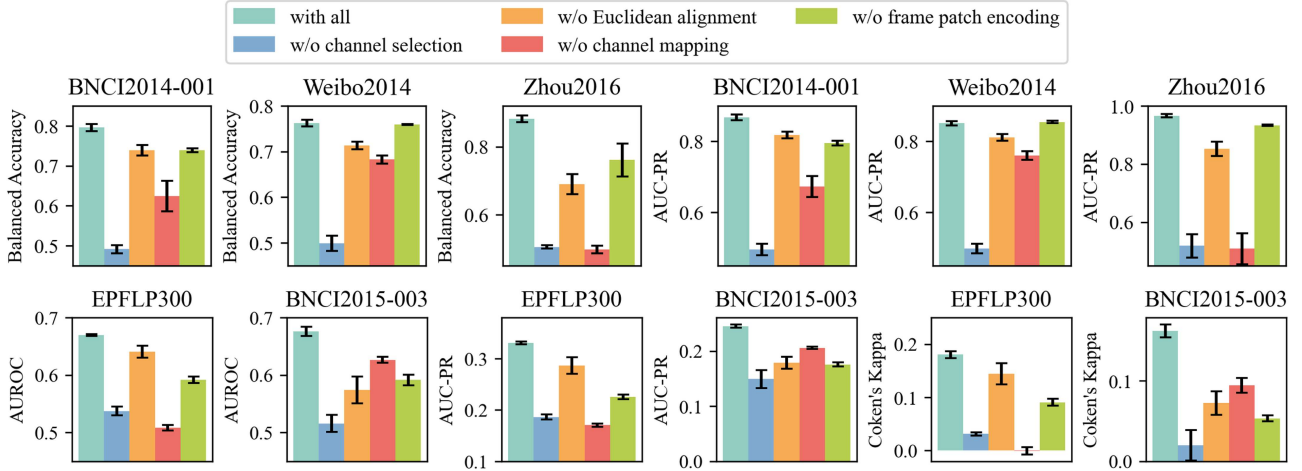 with all
w/o Euclidean alignment
w/o frame patch encoding
w/o channel selection
w/o channel mapping
BNCI2014-001
Weibo2014
Zhou2016
BNCI2014-001
Weibo2014
Zhou2016
Balanced Accuracy
0.8
0.7
0.6
0.5
Balanced Accuracy
0.8
0.7
0.6
0.5
Balanced Accuracy
0.8
0.6
AUC-PR
0.8
0.6
AUC-PR
0.8
0.6
AUC-PR
1.0
0.8
0.6
EPFLP300
BNCI2015-003
EPFLP300
BNCI2015-003
EPFLP300
BNCI2015-003
AUROC
0.7
0.6
0.5
AUROC
0.7
0.6
0.5
AUC-PR
0.3
0.2
0.1
AUC-PR
0.2
0.1
0.0
Coken's Kappa
0.2
0.1
0.0
Coken's Kappa
0.1
0.0